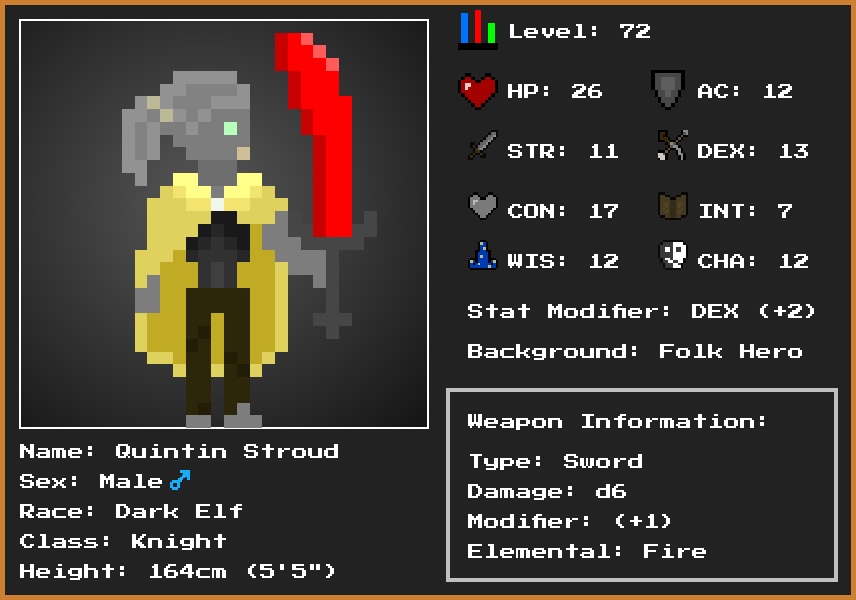 Level: 72
HP: 26
AC: 12
STR: 11
DEX: 13
CON: 17
INT: 7
WIS: 12
CHA: 12
Stat Modifier: DEX (+2)
Background: Folk Hero
Weapon Information:
Type: Sword
Damage: d6
Modifier: (+1)
Elemental: Fire
Name: Quintin Stroud
Sex: Male♂
Race: Dark Elf
Class: Knight
Height: 164cm (5'5")